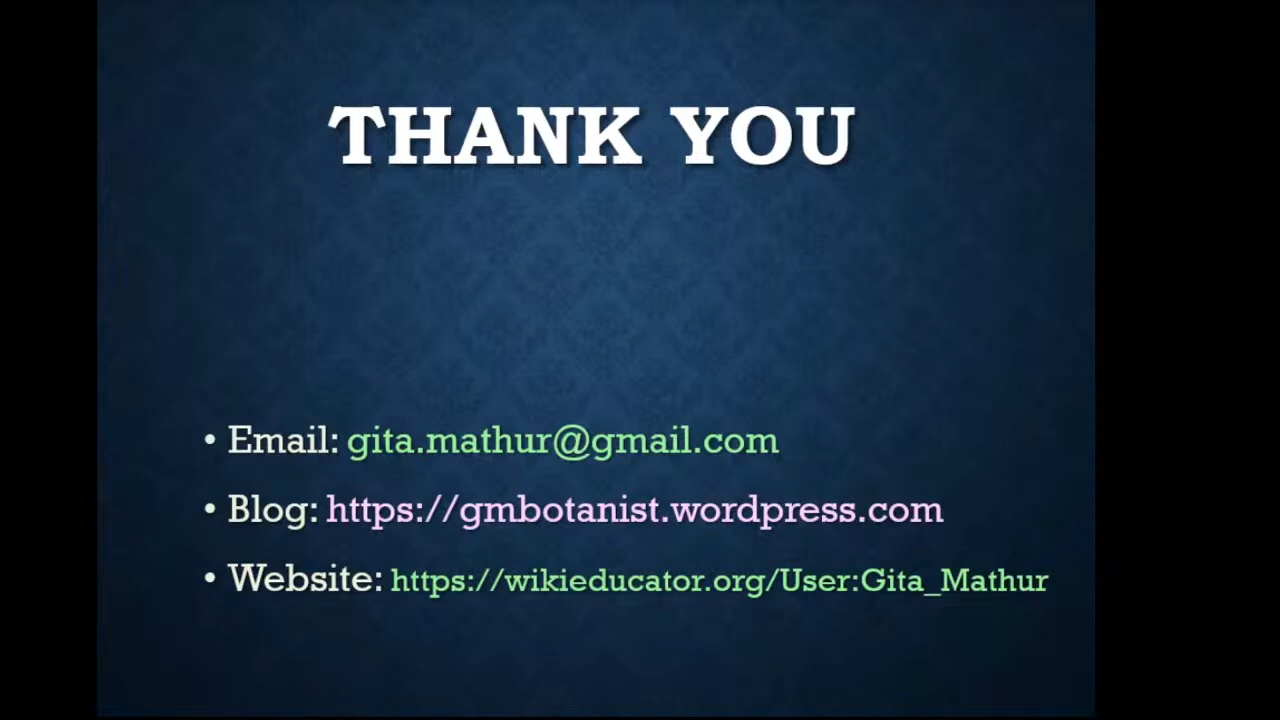 THANK YOU
• Email: gita.mathur@gmail.com
• Blog: https://gmbotanist.wordpress.com
• Website: https://wikieducator.org/User:Gita_Mathur